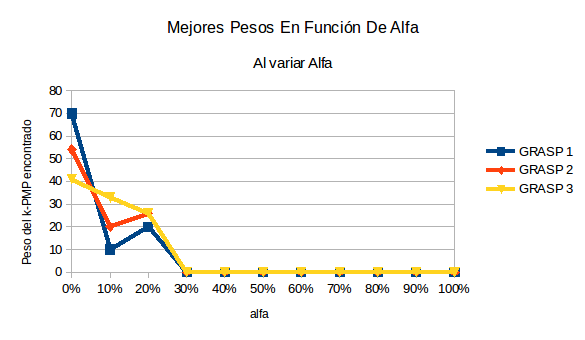 Mejores Pesos En Función De Alfa
Al variar Alfa
Peso del k-PMP encontrado
80
70
60
50
40
30
20
10
0
0% 10% 20% 30% 40% 50% 60% 70% 80% 90% 100%
alfa
GRASP 1
GRASP 2
GRASP 3